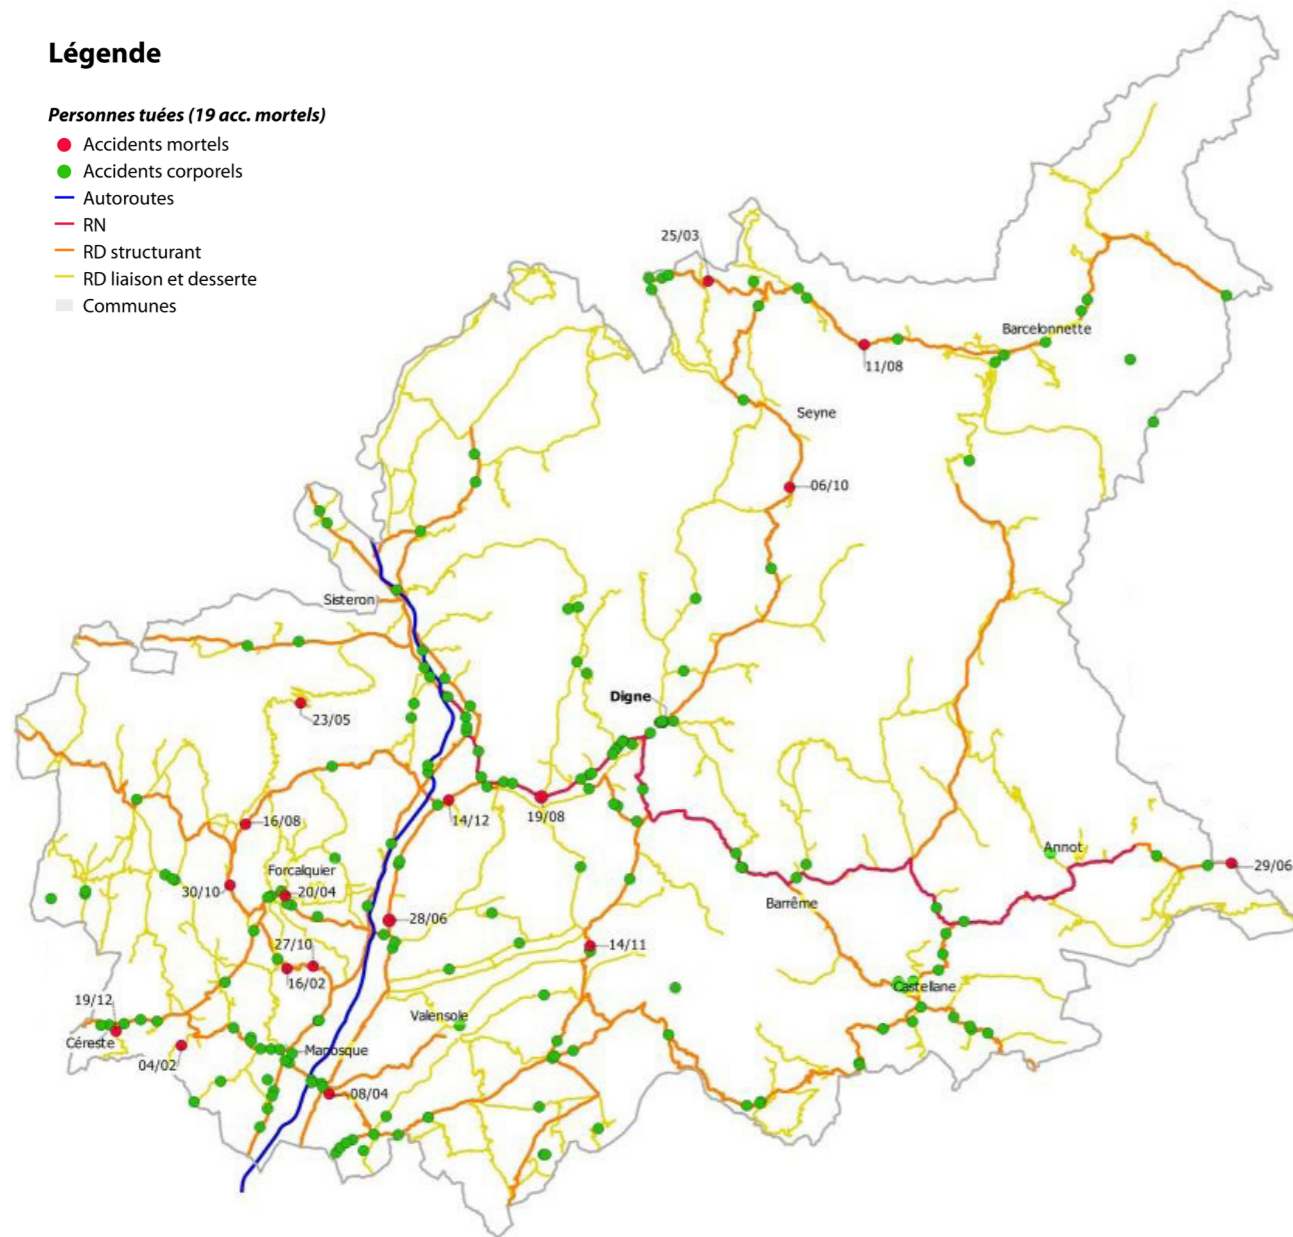 Légende
Personnes tuées (19 acc. mortels)
Accidents mortels
Accidents corporels
Autoroutes
RN
RD structurant
RD liaison et desserte
Communes
25/03
Barcelonnette
11/08
Seyne
06/10
Sisteron
Digne
23/05
14/12
19/08
16/08
Annot
29/06
Forcalquier
30/10
20/04
Barrême
28/06
27/10
14/11
16/02
Castellane
19/12
Valensole
Céreste
Manosque
04/02
08/04